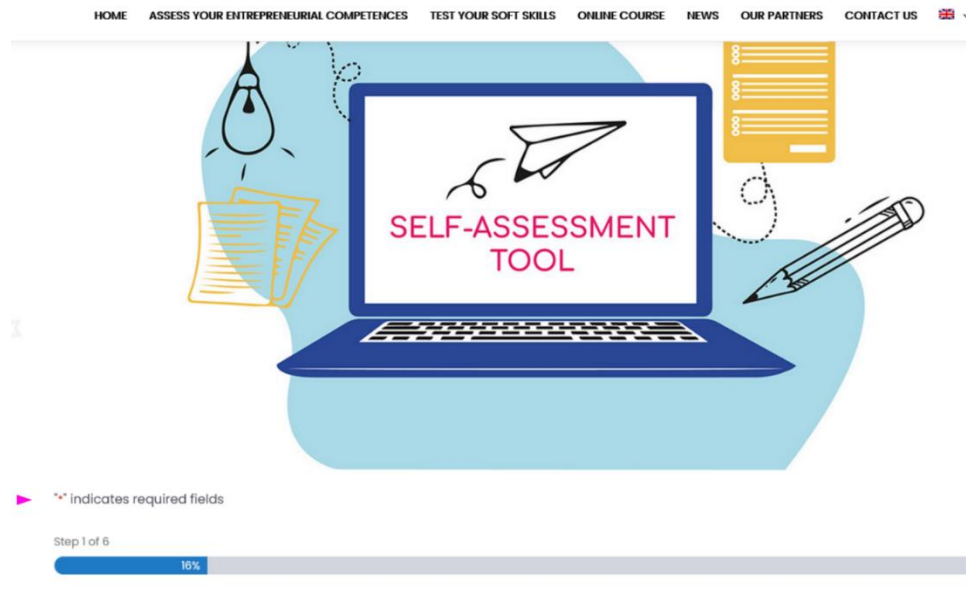 HOME ASSESS YOUR ENTREPRENEURIAL COMPETENCES TEST YOUR SOFT SKILLS ONLINE COURSE NEWS OUR PARTNERS CONTACT US
SELF-ASSESSMENT
TOOL
"*" indicates required fields
Step 1 of 6
16%